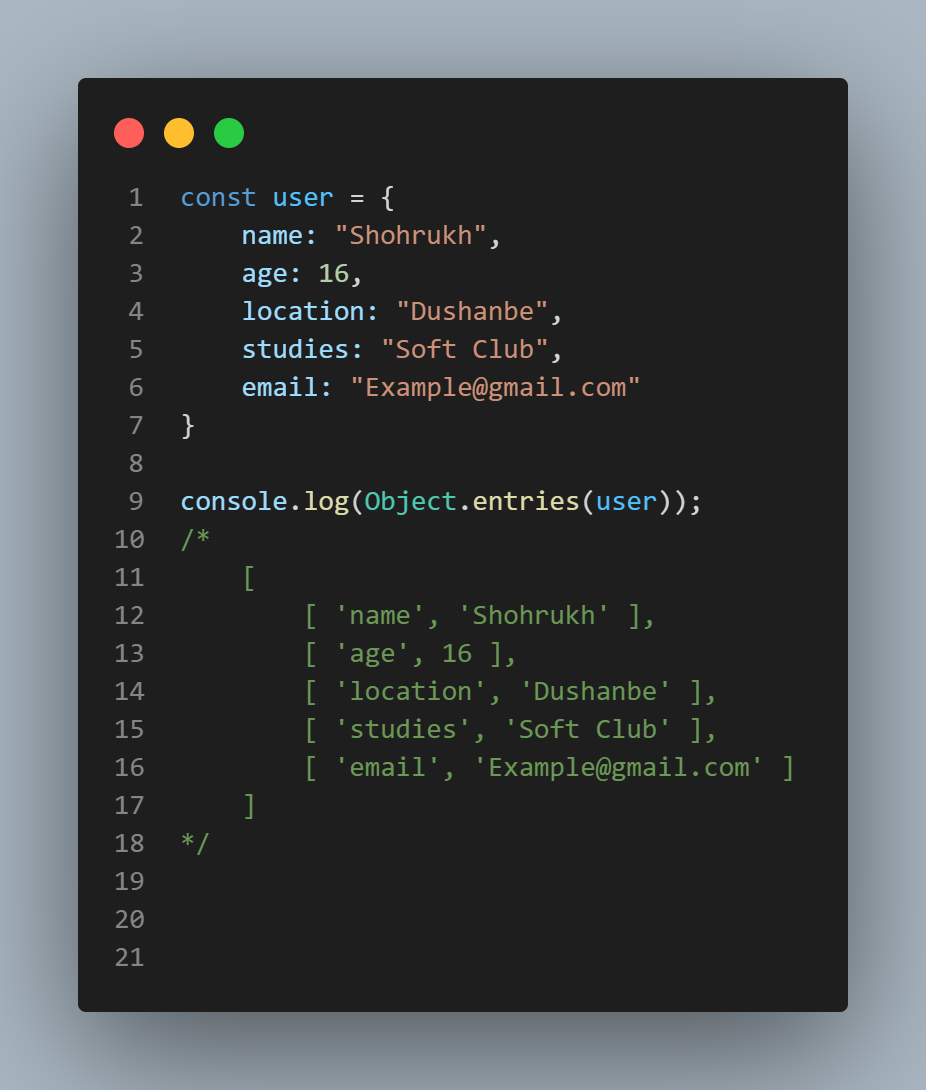 1 const user = {
2     name: "Shohrukh",
3     age: 16,
4     location: "Dushanbe",
5     studies: "Soft Club",
6     email: "Example@gmail.com"
7 }
8
9 console.log(Object.entries(user));
10 /*
11     [
12         [ 'name', 'Shohrukh' ],
13         [ 'age', 16 ],
14         [ 'location', 'Dushanbe' ],
15         [ 'studies', 'Soft Club' ],
16         [ 'email', 'Example@gmail.com' ]
17     ]
18 */
19
20
21